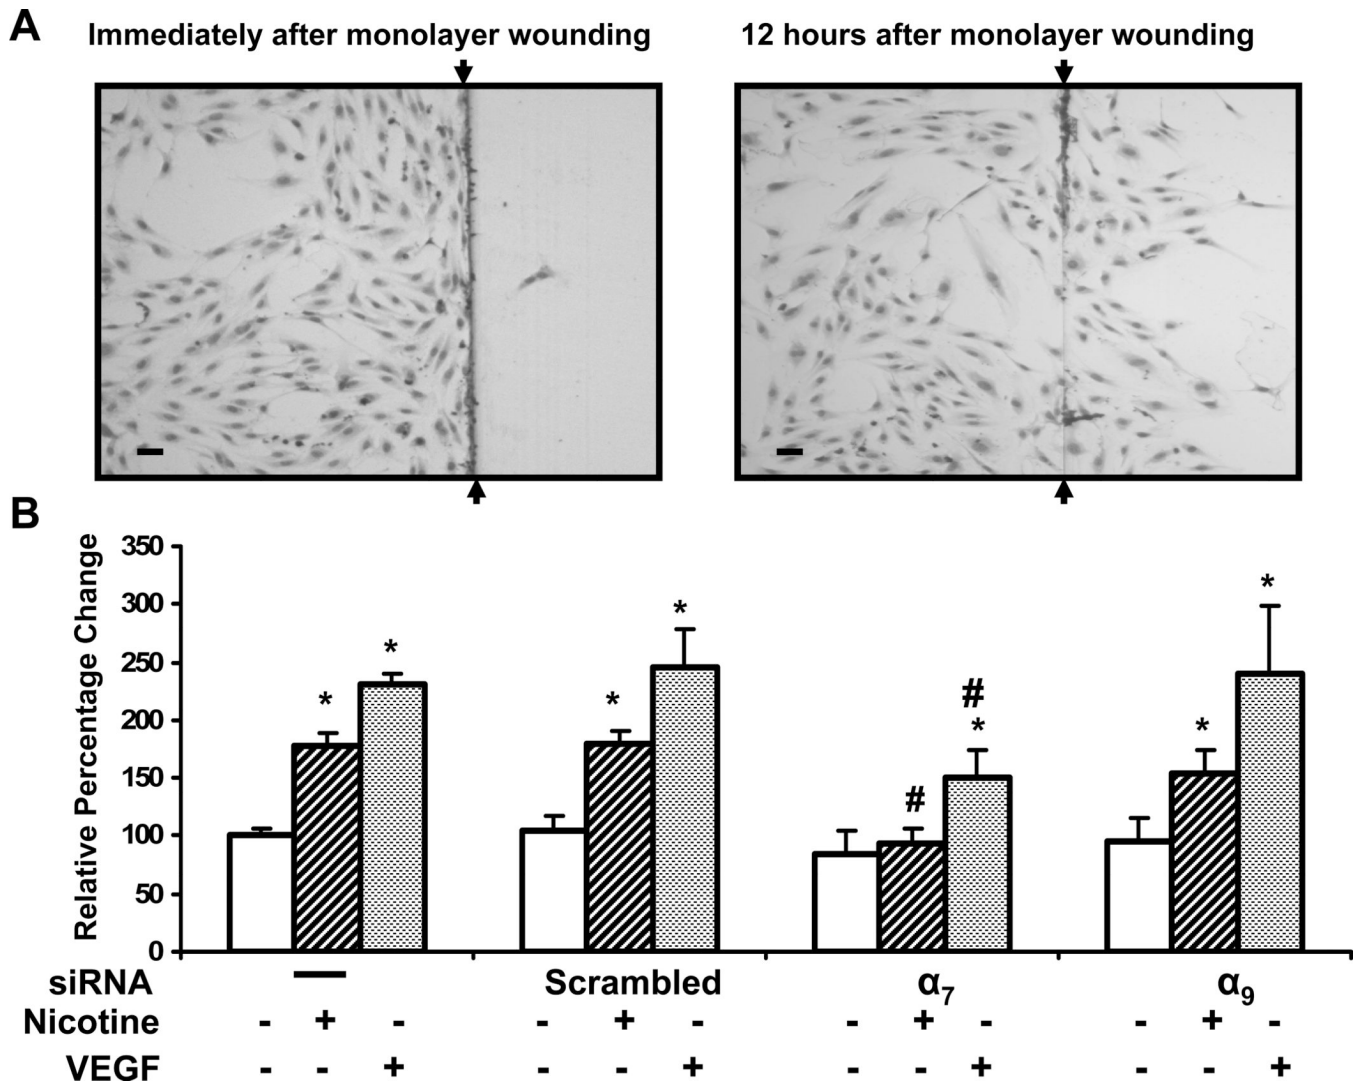 A
Immediately after monolayer wounding
12 hours after monolayer wounding
B
Relative Percentage Change
350
300
250
200
150
100
50
0
* * * * # # * * *
siRNA — Scrambled α7 α9
Nicotine - + - - + - - + - - + -
VEGF - - + - - + - - + - - +